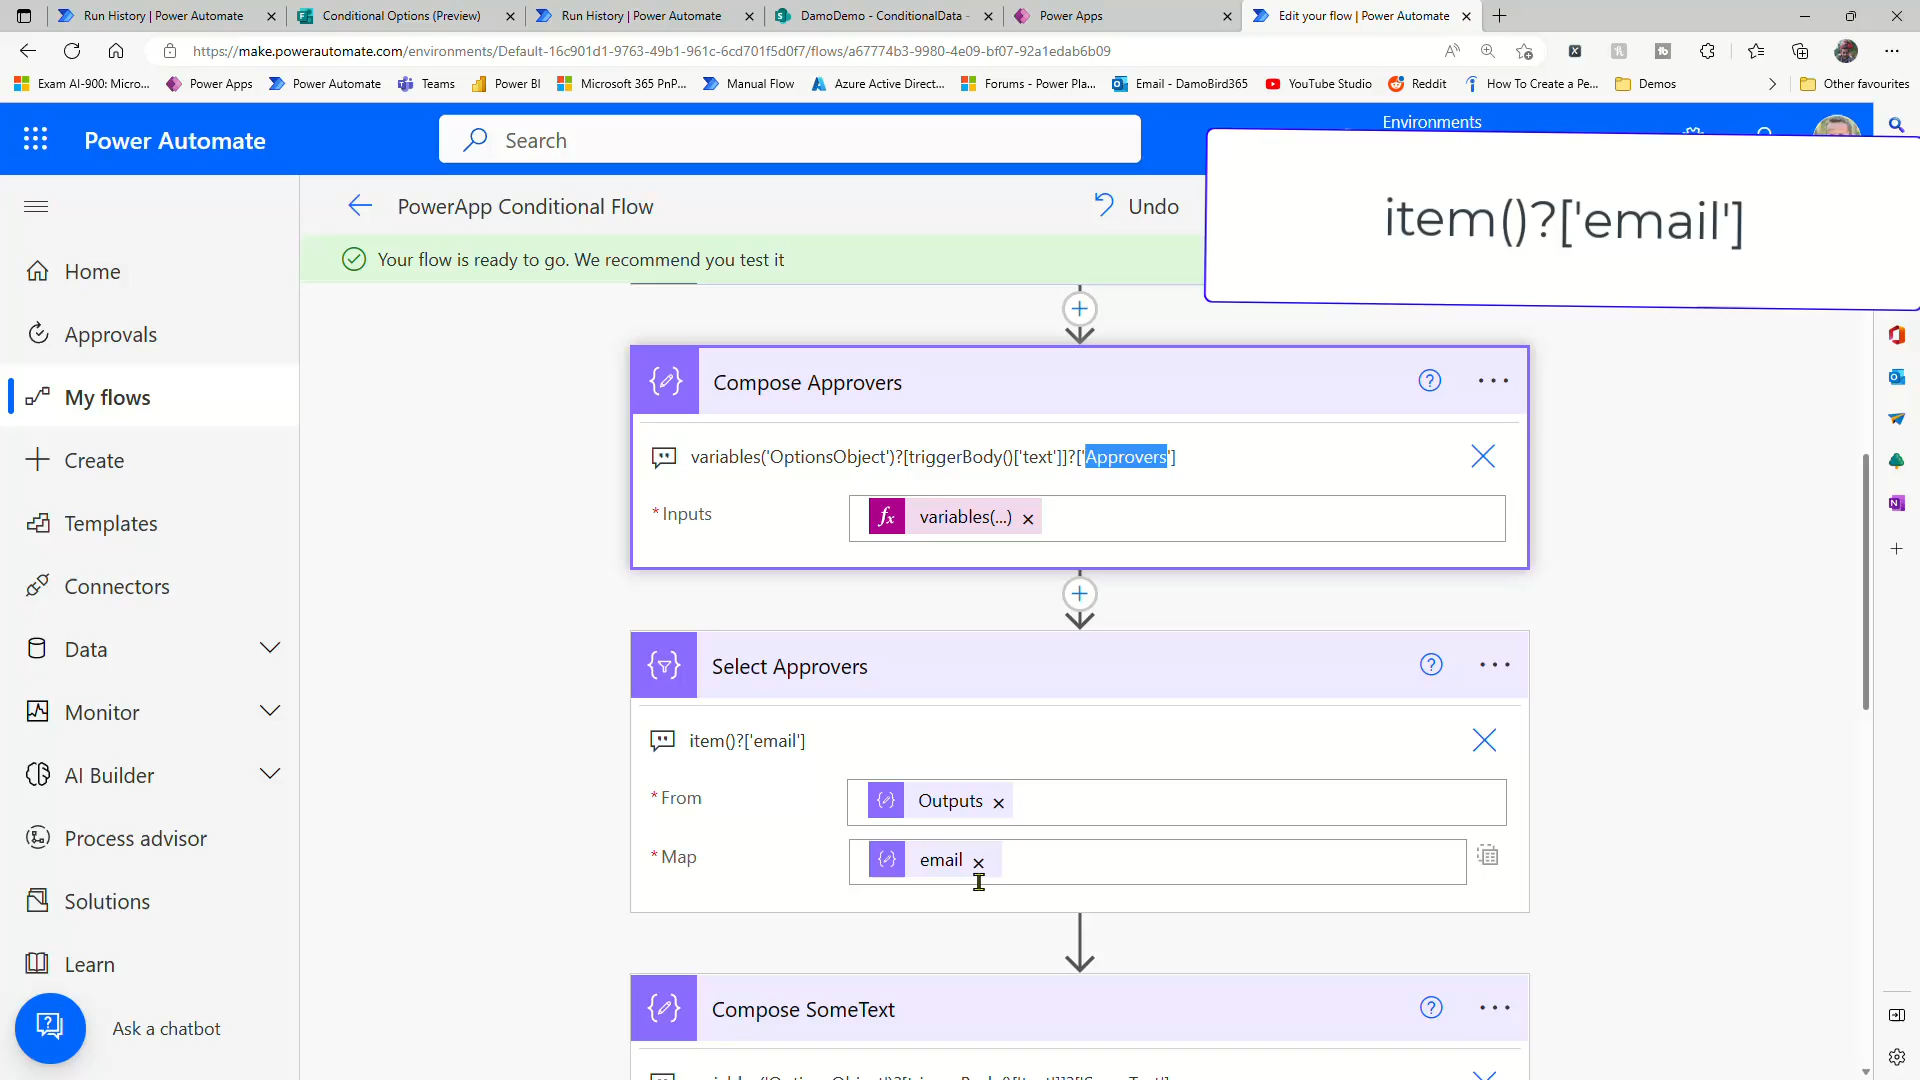 Run History | Power Automate
Conditional Options (Preview)
Run History | Power Automate
DamoDemo - ConditionalData -
Power Apps
Edit your flow | Power Automate
https://make.powerautomate.com/environments/Default-16c901d1-9763-49b1-961c-6cd701f5d0f7/flows/a67774b3-9980-4e09-bf07-92a1edab6b09
Exam AI-900: Micro...
Power Apps
Power Automate
Teams
Power BI
Microsoft 365 PnP...
Manual Flow
Azure Active Direct...
Forums - Power Pla...
Email - DamoBird365
YouTube Studio
Reddit
How To Create a Pe...
Demos
Other favourites
Power Automate
Search
Environments
item()?['email']
PowerApp Conditional Flow
Undo
Your flow is ready to go. We recommend you test it
Home
Approvals
My flows
Create
Templates
Connectors
Data
Monitor
AI Builder
Process advisor
Solutions
Learn
Ask a chatbot
Compose Approvers
variables('OptionsObject')?[triggerBody()['text']]?['Approvers']
* Inputs
fx variables(...) ×
Select Approvers
item()?['email']
* From
Outputs ×
* Map
email ×
Compose SomeText